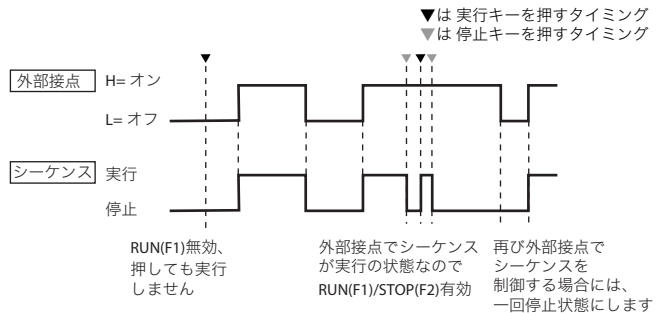 ▼は 実行キーを押すタイミング
▼は 停止キーを押すタイミング
外部接点 H= オン
L= オフ
シーケンス 実行
停止
RUN(F1)無効、
押しても実行
しません
外部接点でシーケンス
が実行の状態なので
RUN(F1)/STOP(F2)有効
再び外部接点で
シーケンスを
制御する場合には、
一回停止状態にします